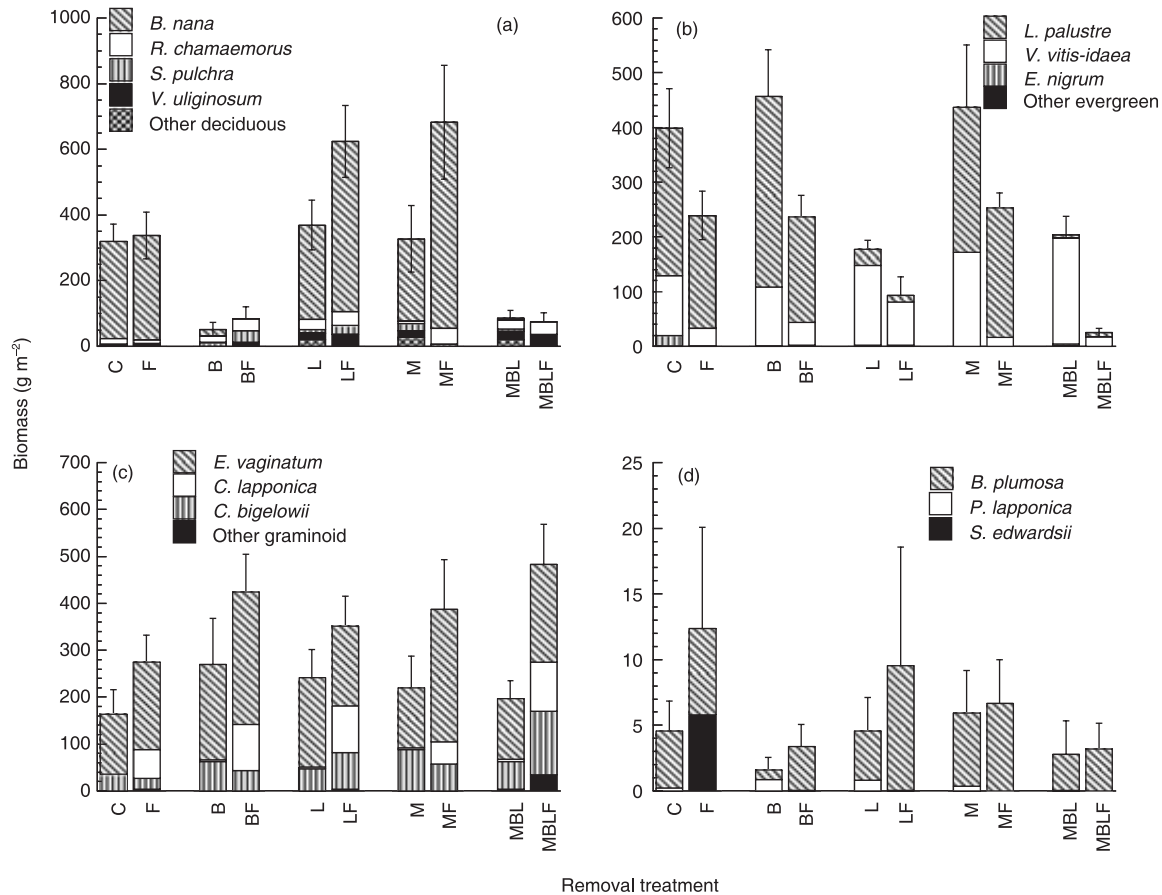 Biomass (g m⁻²)
(a)
B. nana
R. chamaemorus
S. pulchra
V. uliginosum
Other deciduous
1000
800
600
400
200
0
C F B BF L LF M MF MBL MBLF
(b)
L. palustre
V. vitis-idaea
E. nigrum
Other evergreen
600
500
400
300
200
100
0
C F B BF L LF M MF MBL MBLF
(c)
E. vaginatum
C. lapponica
C. bigelowii
Other graminoid
700
600
500
400
300
200
100
0
C F B BF L LF M MF MBL MBLF
(d)
B. plumosa
P. lapponica
S. edwardsii
25
20
15
10
5
0
C F B BF L LF M MF MBL MBLF
Removal treatment